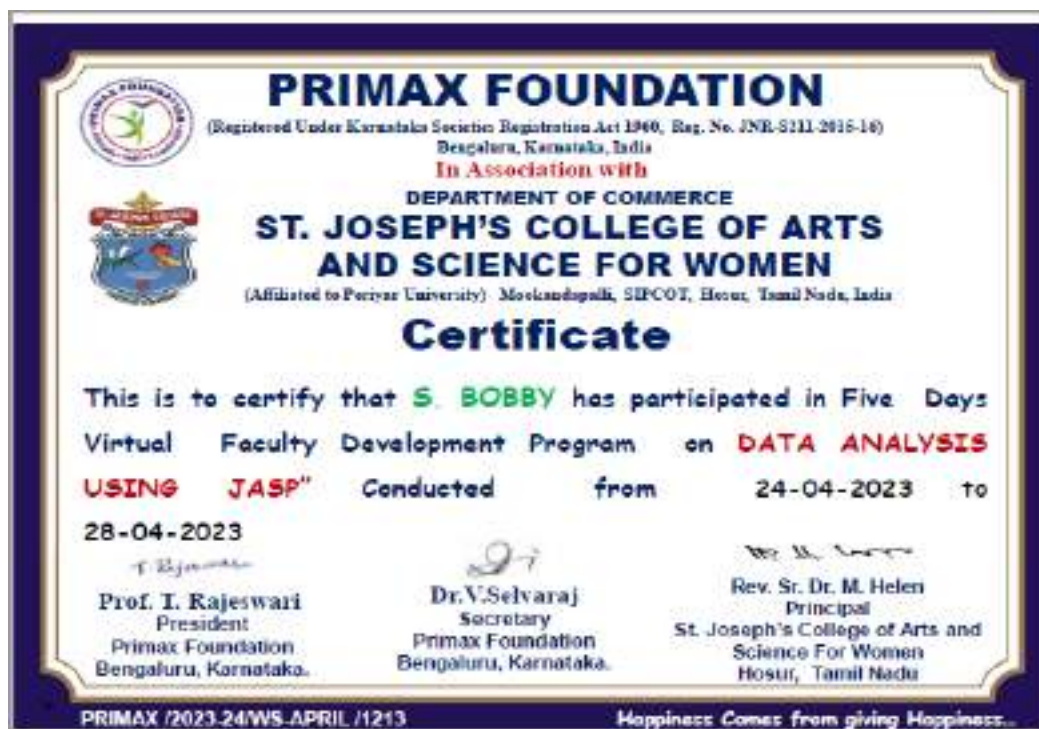 PRIMAX FOUNDATION
(Registered Under Karnataka Societies Registration Act 1960, Reg. No. JNR-S211-2015-16)
Bengaluru, Karnataka, India
In Association with
DEPARTMENT OF COMMERCE
ST. JOSEPH'S COLLEGE OF ARTS
AND SCIENCE FOR WOMEN
(Affiliated to Periyar University) Mookandapalli, SIPCOT, Hosur, Tamil Nadu, India
Certificate
This is to certify that S. BOBBY has participated in Five Days
Virtual Faculty Development Program on DATA ANALYSIS
USING JASP" Conducted from 24-04-2023 to
28-04-2023
Prof. T. Rajeswari
President
Primax Foundation
Bengaluru, Karnataka.
Dr.V.Selvaraj
Secretary
Primax Foundation
Bengaluru, Karnataka.
Rev. Sr. Dr. M. Helen
Principal
St. Joseph's College of Arts and
Science For Women
Hosur, Tamil Nadu
PRIMAX /2023-24/WS-APRIL /1213
Happiness Comes from giving Happiness...